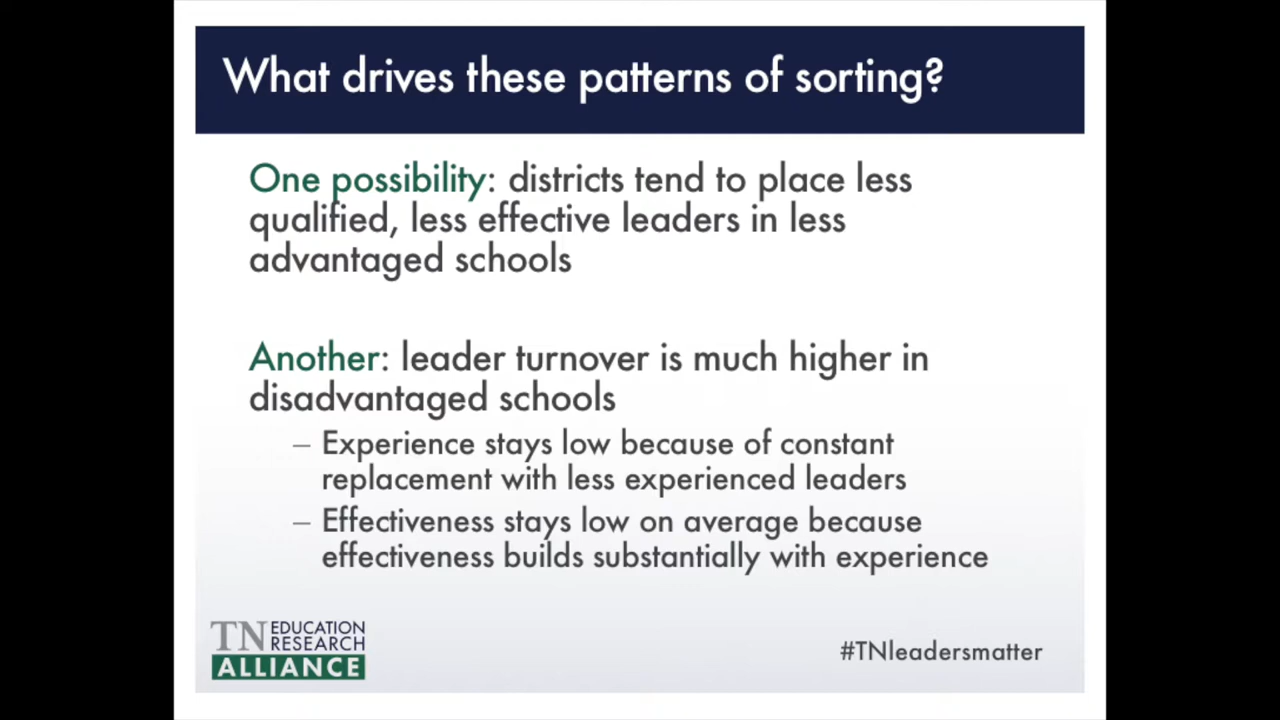 What drives these patterns of sorting?
One possibility: districts tend to place less
qualified, less effective leaders in less
advantaged schools
Another: leader turnover is much higher in
disadvantaged schools
– Experience stays low because of constant
replacement with less experienced leaders
– Effectiveness stays low on average because
effectiveness builds substantially with experience
TN EDUCATION
RESEARCH
ALLIANCE
#TNleadersmatter